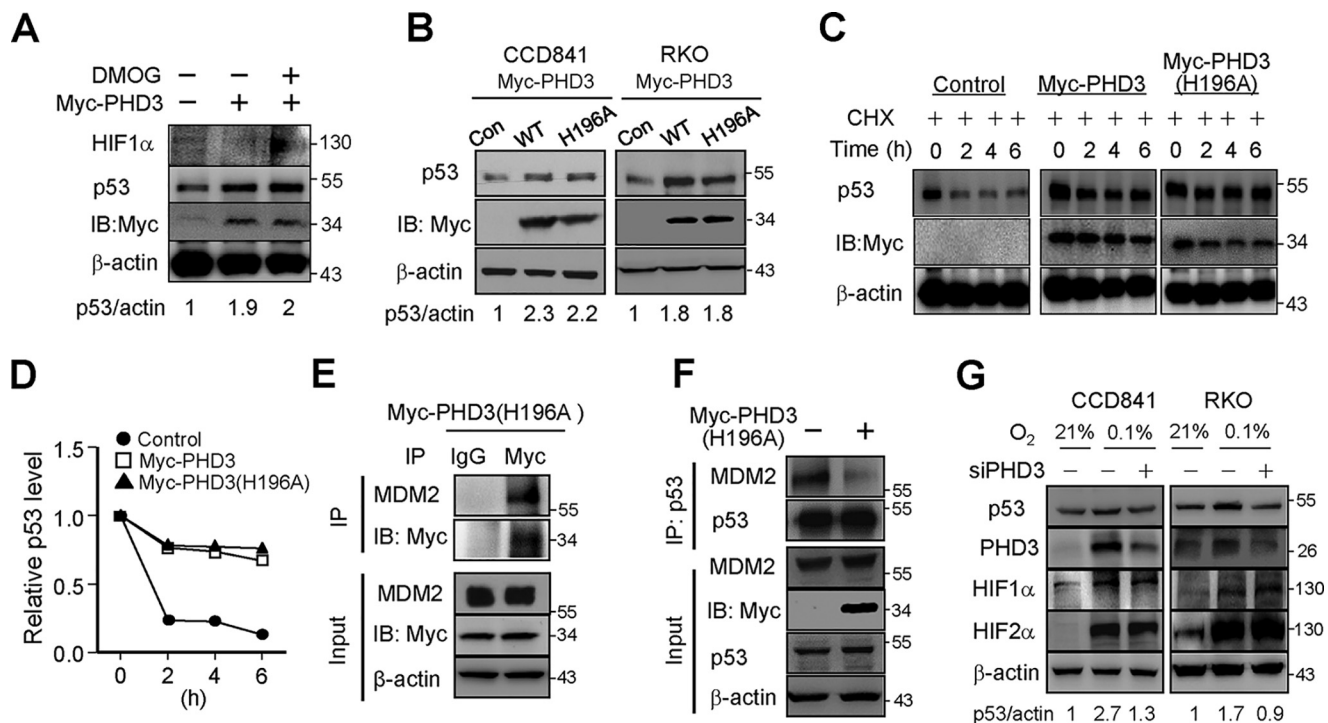 A
DMOG − − +
Myc-PHD3 − + +
HIF1α 130
p53 55
IB:Myc 34
β-actin 43
p53/actin 1 1.9 2
B
CCD841 RKO
Myc-PHD3 Myc-PHD3
Con WT H196A Con WT H196A
p53 55
IB: Myc 34
β-actin 43
p53/actin 1 2.3 2.2 1 1.8 1.8
C
Control Myc-PHD3 Myc-PHD3
(H196A)
CHX + + + + + + + + + + + +
Time (h) 0 2 4 6 0 2 4 6 0 2 4 6
p53 55
IB:Myc 34
β-actin 43
D
Relative p53 level
1.5
1.0
0.5
0.0
Control
Myc-PHD3
Myc-PHD3(H196A)
0 2 4 6
(h)
E
Myc-PHD3(H196A )
IP IgG Myc
IP
MDM2 55
IB: Myc 34
Input
MDM2 55
IB: Myc 34
β-actin 43
F
Myc-PHD3
(H196A) − +
IP: p53
MDM2 55
p53 55
Input
MDM2 55
IB: Myc 34
p53 55
β-actin 43
G
CCD841 RKO
O2 21% 0.1% 21% 0.1%
siPHD3 − − + − − +
p53 55
PHD3 26
HIF1α 130
HIF2α 130
β-actin 43
p53/actin 1 2.7 1.3 1 1.7 0.9